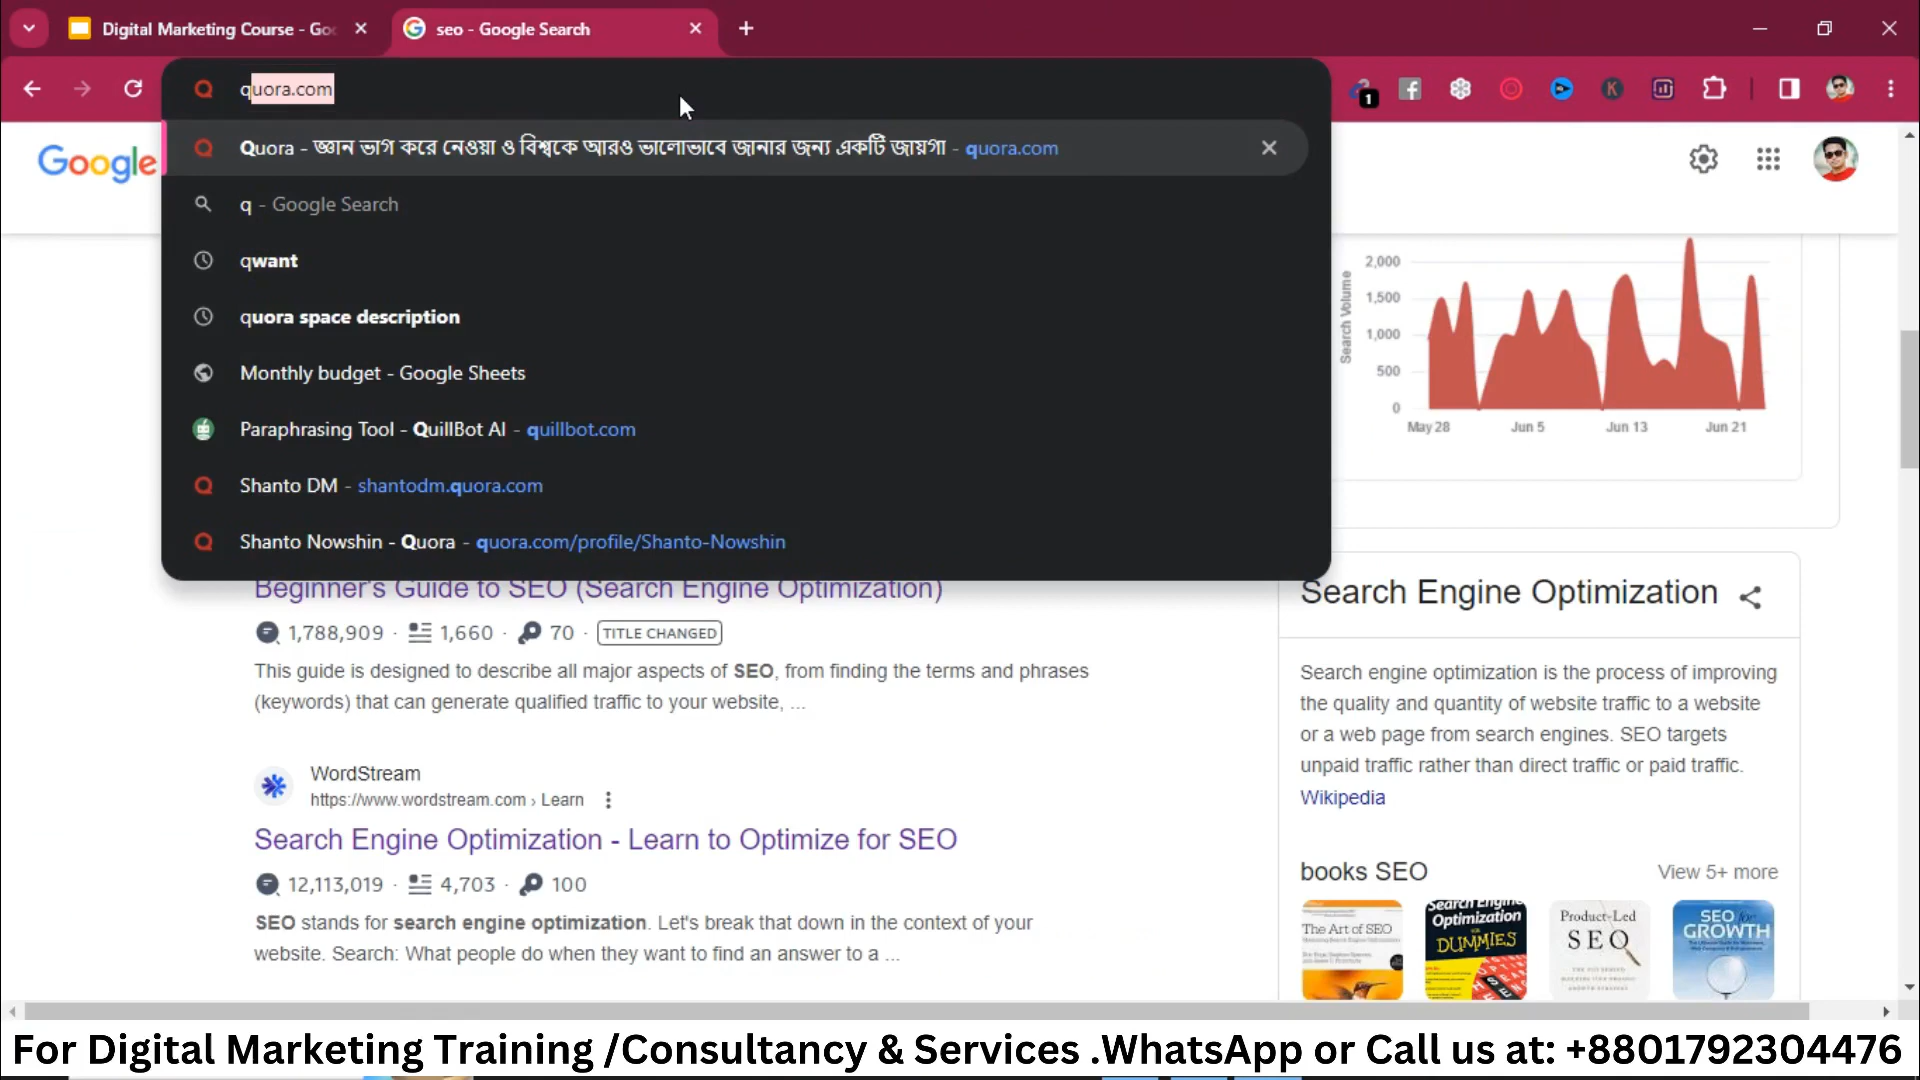 Digital Marketing Course - Goo
seo - Google Search
quora.com
1
K
Quora - জ্ঞান ভাগ করে নেওয়া ও বিশ্বকে আরও ভালোভাবে জানার জন্য একটি জায়গা - quora.com
Google
q - Google Search
qwant
quora space description
Monthly budget - Google Sheets
Paraphrasing Tool - QuillBot AI - quillbot.com
Shanto DM - shantodm.quora.com
Shanto Nowshin - Quora - quora.com/profile/Shanto-Nowshin
Search Volume
2,000
1,500
1,000
500
0
May 28
Jun 5
Jun 13
Jun 21
Beginner's Guide to SEO (Search Engine Optimization)
1,788,909 · 1,660 · 70 · TITLE CHANGED
This guide is designed to describe all major aspects of SEO, from finding the terms and phrases
(keywords) that can generate qualified traffic to your website, ...
WordStream
https://www.wordstream.com › Learn
Search Engine Optimization - Learn to Optimize for SEO
12,113,019 · 4,703 · 100
SEO stands for search engine optimization. Let's break that down in the context of your
website. Search: What people do when they want to find an answer to a ...
Search Engine Optimization
Search engine optimization is the process of improving
the quality and quantity of website traffic to a website
or a web page from search engines. SEO targets
unpaid traffic rather than direct traffic or paid traffic.
Wikipedia
books SEO
View 5+ more
The Art of SEO
Search Engine
Optimization
DUMMIES
Product-Led
SEO
SEO for
GROWTH
For Digital Marketing Training /Consultancy & Services .WhatsApp or Call us at: +8801792304476